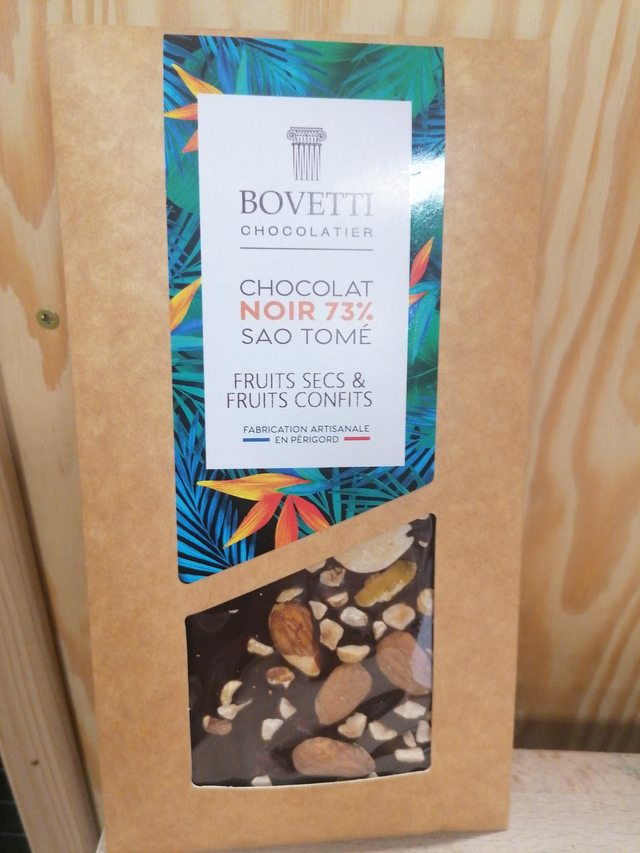 BOVETTI
CHOCOLATIER
CHOCOLAT
NOIR 73%
SAO TOMÉ
FRUITS SECS &
FRUITS CONFITS
FABRICATION ARTISANALE
EN PÉRIGORD